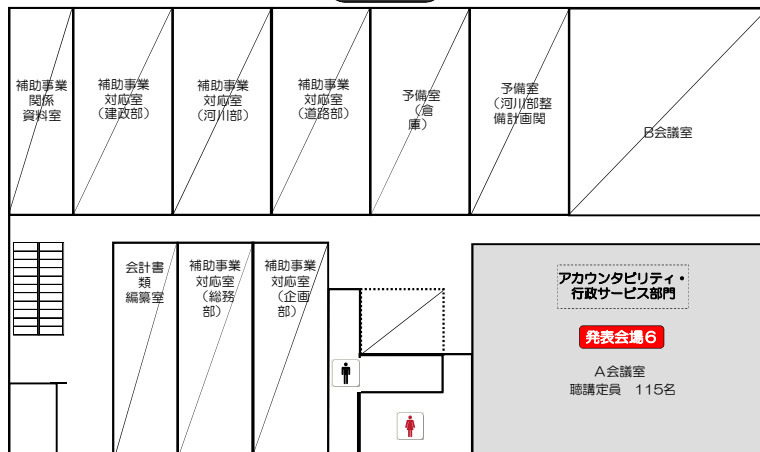 補助事業
関係
資料室
補助事業
対応室
（建政部）
補助事業
対応室
（河川部）
補助事業
対応室
（道路部）
予備室
（倉
庫）
予備室
（河川部整
備計画関
B会議室
会計書
類
編纂室
補助事業
対応室
（総務
部）
補助事業
対応室
（企画
部）
アカウンタビリティ・
行政サービス部門
発表会場６
A会議室
聴講定員　115名